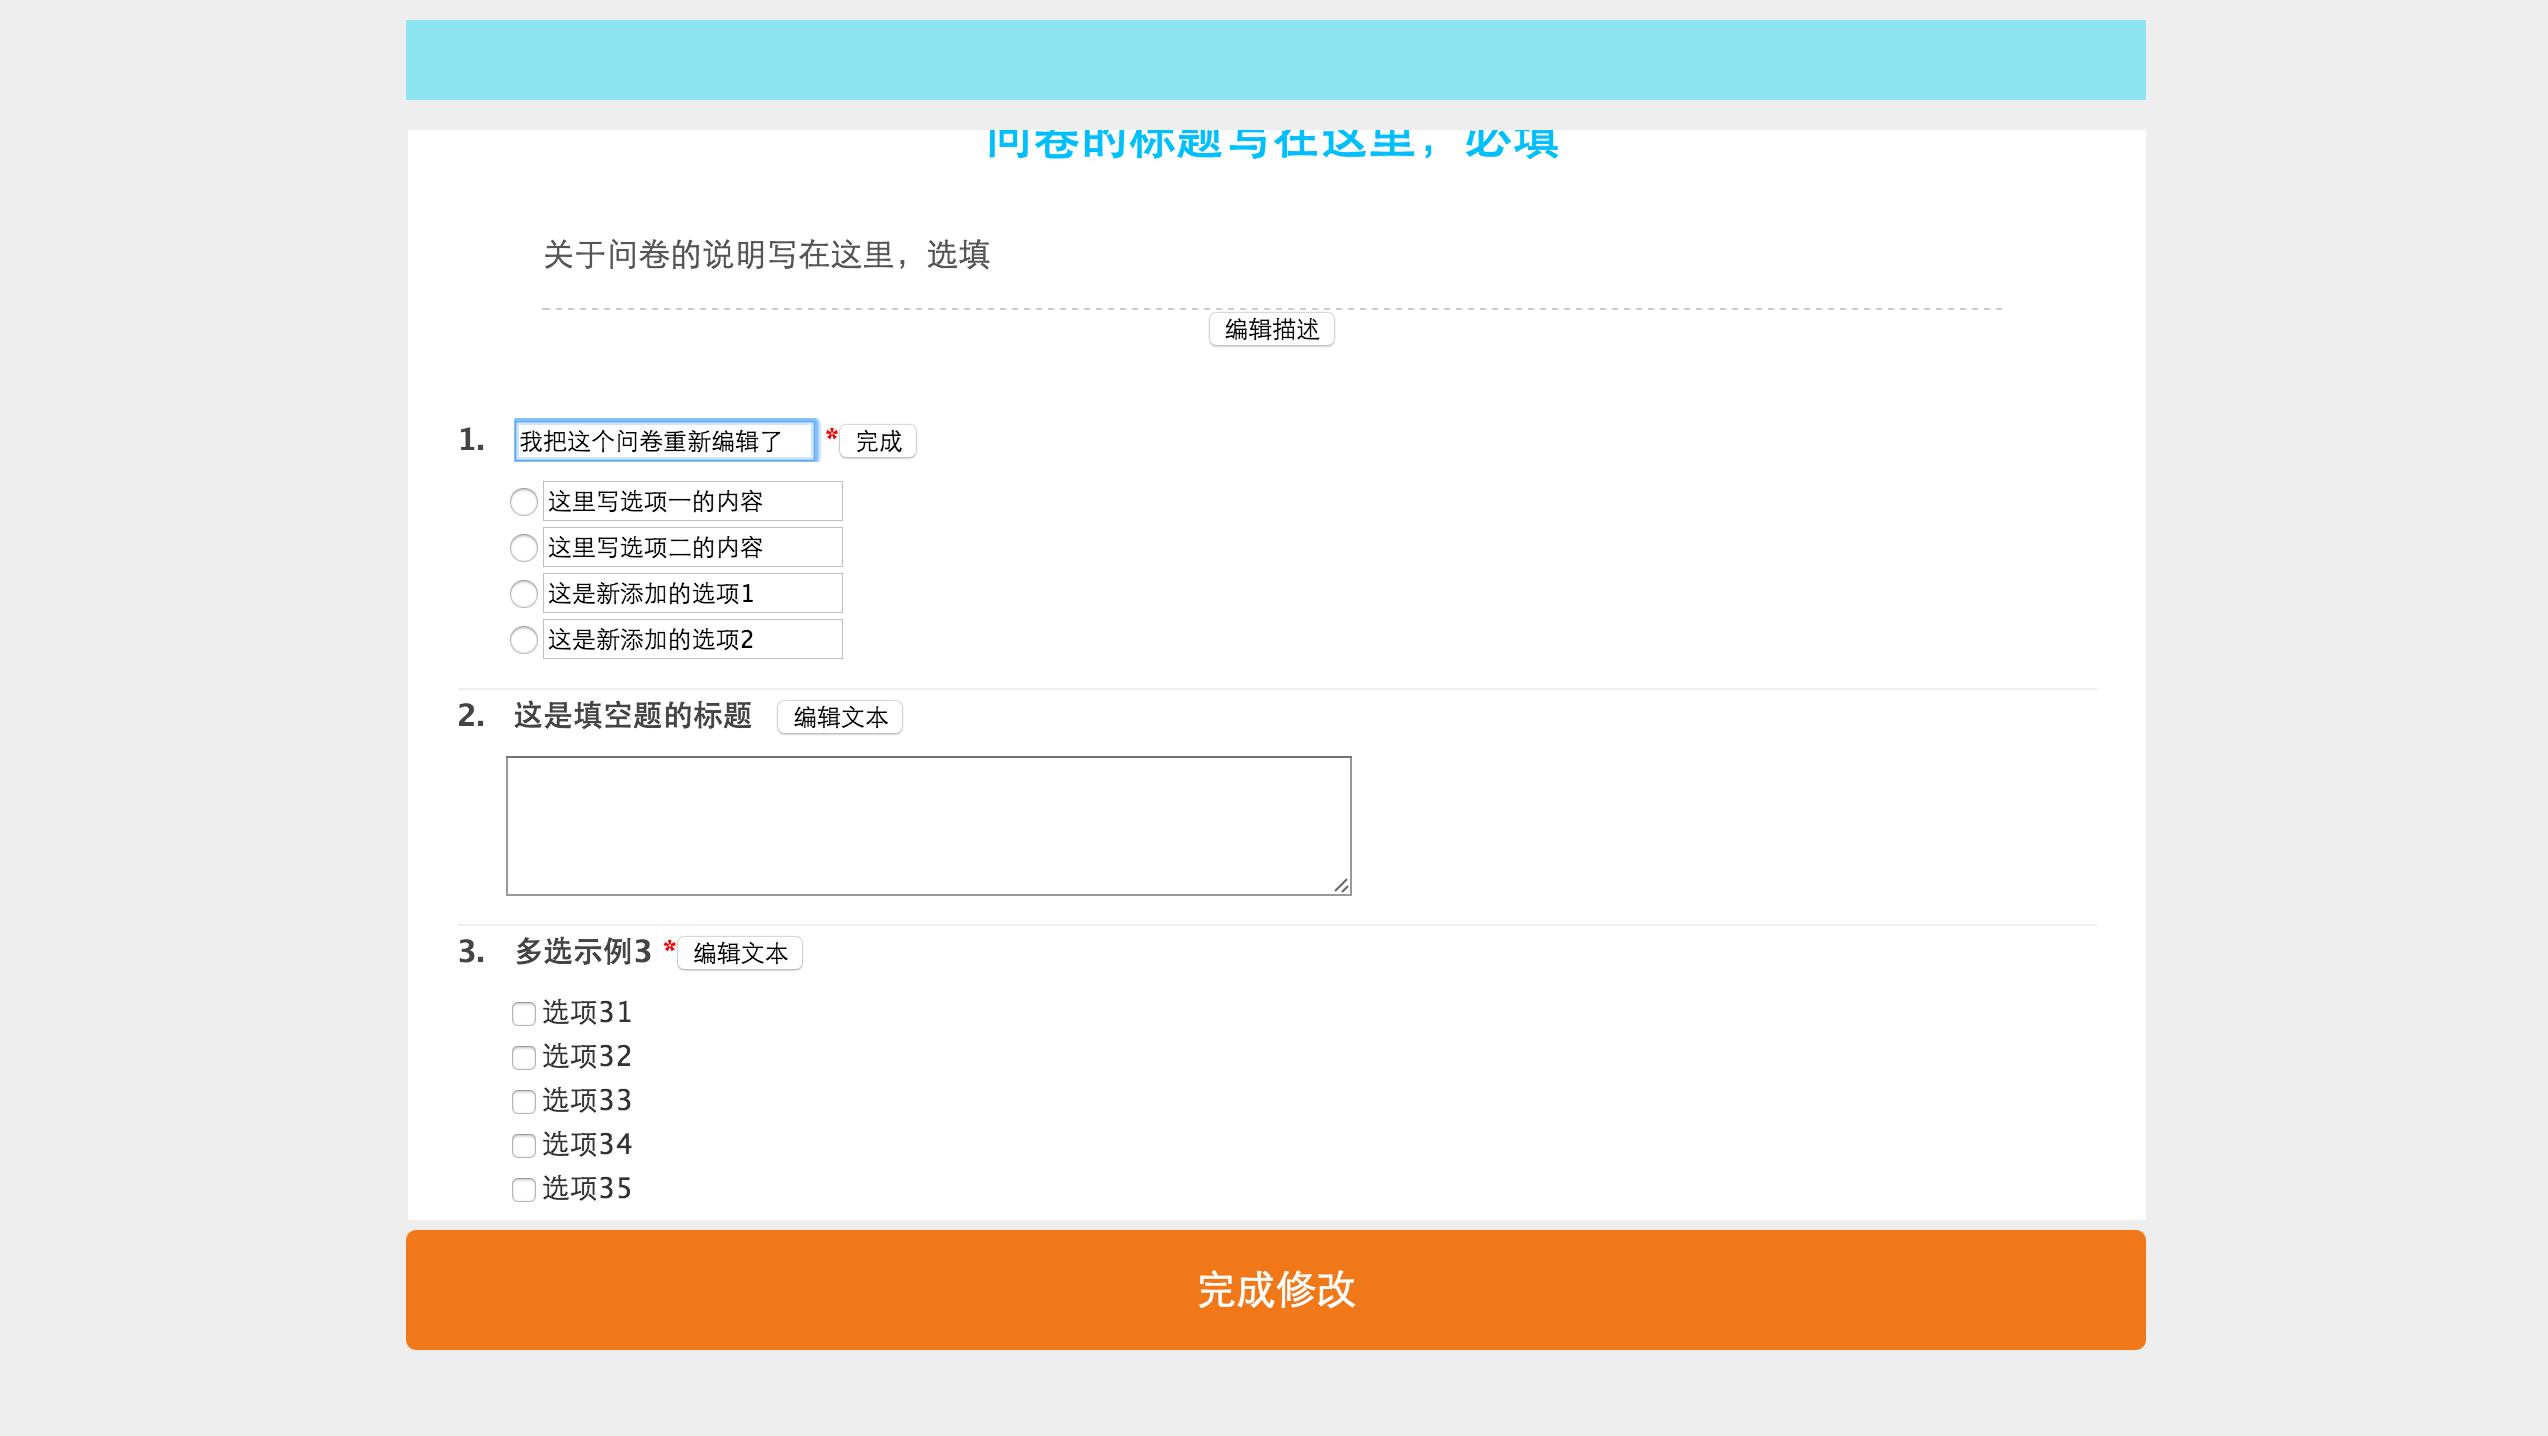 问卷的标题写在这里，必填
关于问卷的说明写在这里，选填
编辑描述
1. 我把这个问卷重新编辑了 * 完成
这里写选项一的内容
这里写选项二的内容
这是新添加的选项1
这是新添加的选项2
2. 这是填空题的标题 编辑文本
3. 多选示例3 * 编辑文本
选项31
选项32
选项33
选项34
选项35
完成修改